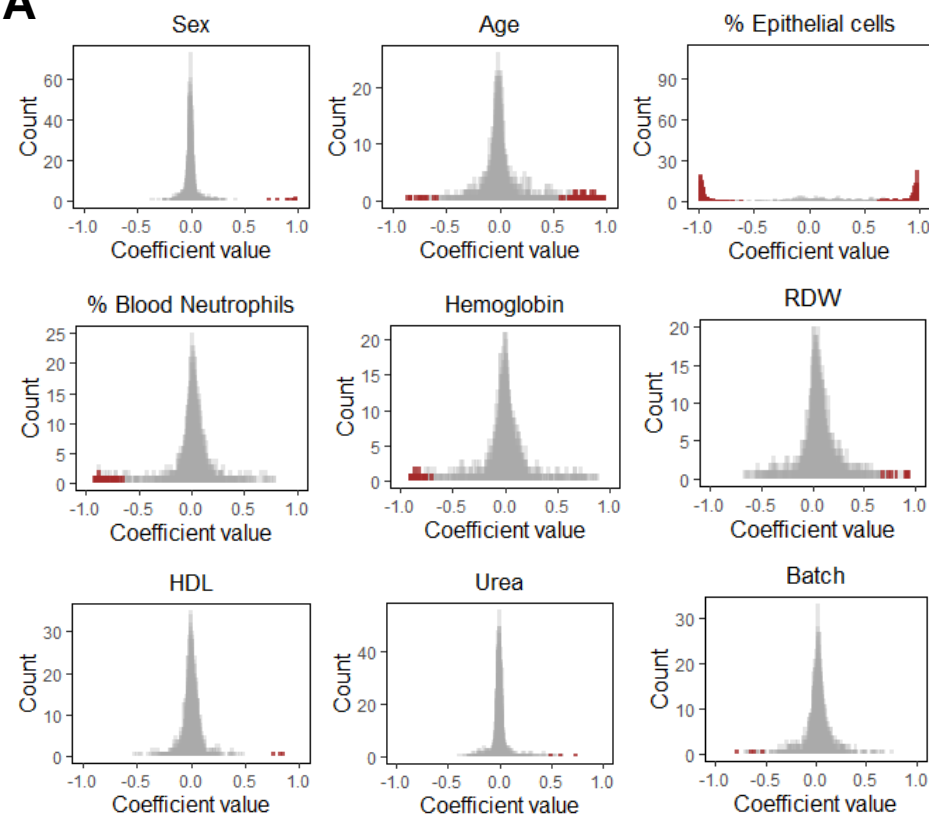 A
Sex
Count
60
40
20
0
-1.0 -0.5 0.0 0.5 1.0
Coefficient value
Age
Count
20
10
0
-1.0 -0.5 0.0 0.5 1.0
Coefficient value
% Epithelial cells
Count
90
60
30
0
-1.0 -0.5 0.0 0.5 1.0
Coefficient value
% Blood Neutrophils
Count
25
20
15
10
5
0
-1.0 -0.5 0.0 0.5 1.0
Coefficient value
Hemoglobin
Count
20
15
10
5
0
-1.0 -0.5 0.0 0.5 1.0
Coefficient value
RDW
Count
20
15
10
5
0
-1.0 -0.5 0.0 0.5 1.0
Coefficient value
HDL
Count
30
20
10
0
-1.0 -0.5 0.0 0.5 1.0
Coefficient value
Urea
Count
40
20
0
-1.0 -0.5 0.0 0.5 1.0
Coefficient value
Batch
Count
30
20
10
0
-1.0 -0.5 0.0 0.5 1.0
Coefficient value